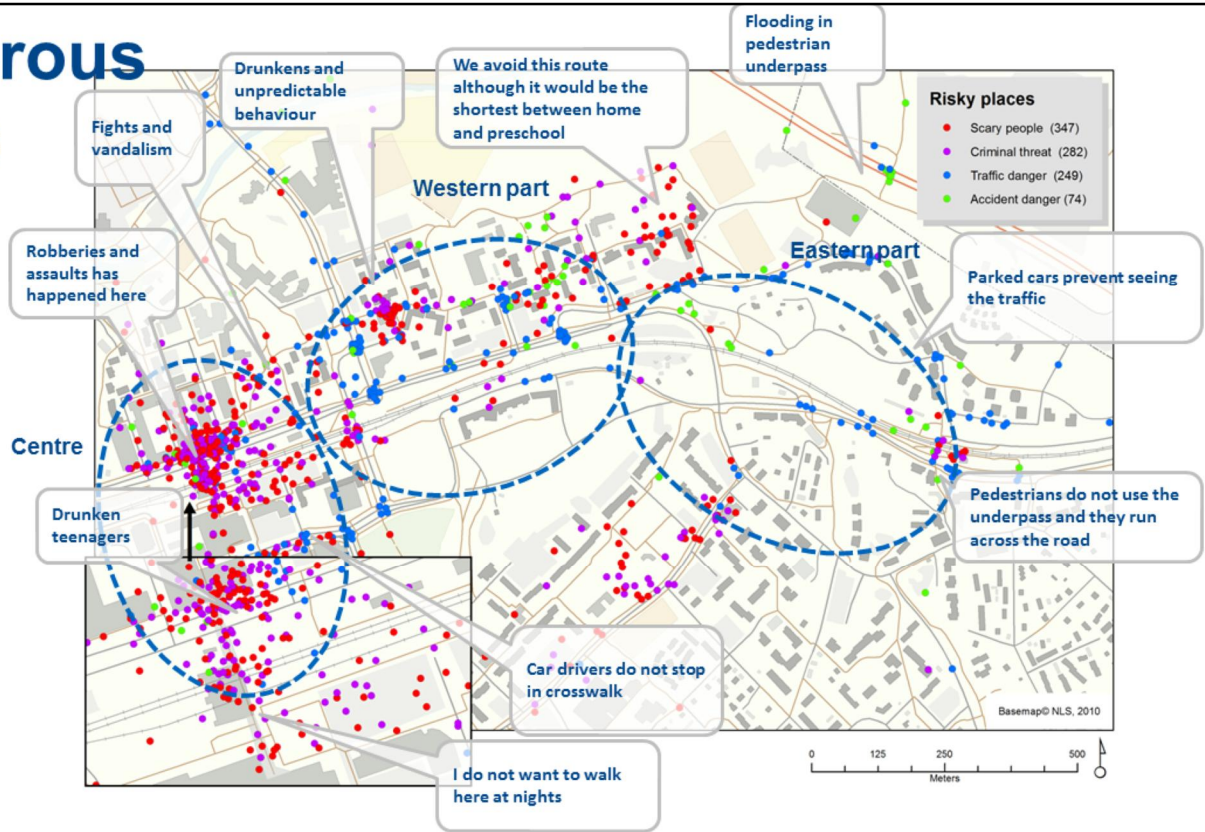 rous
Flooding in
pedestrian
underpass
Drunkens and
unpredictable
behaviour
We avoid this route
although it would be the
shortest between home
and preschool
Fights and
vandalism
Risky places
Scary people (347)
Criminal threat (282)
Traffic danger (249)
Accident danger (74)
Western part
Robberies and
assaults has
happened here
Eastern part
Parked cars prevent seeing
the traffic
Centre
Drunken
teenagers
Pedestrians do not use the
underpass and they run
across the road
Car drivers do not stop
in crosswalk
Basemap© NLS, 2010
I do not want to walk
here at nights
0 125 250 500
Meters